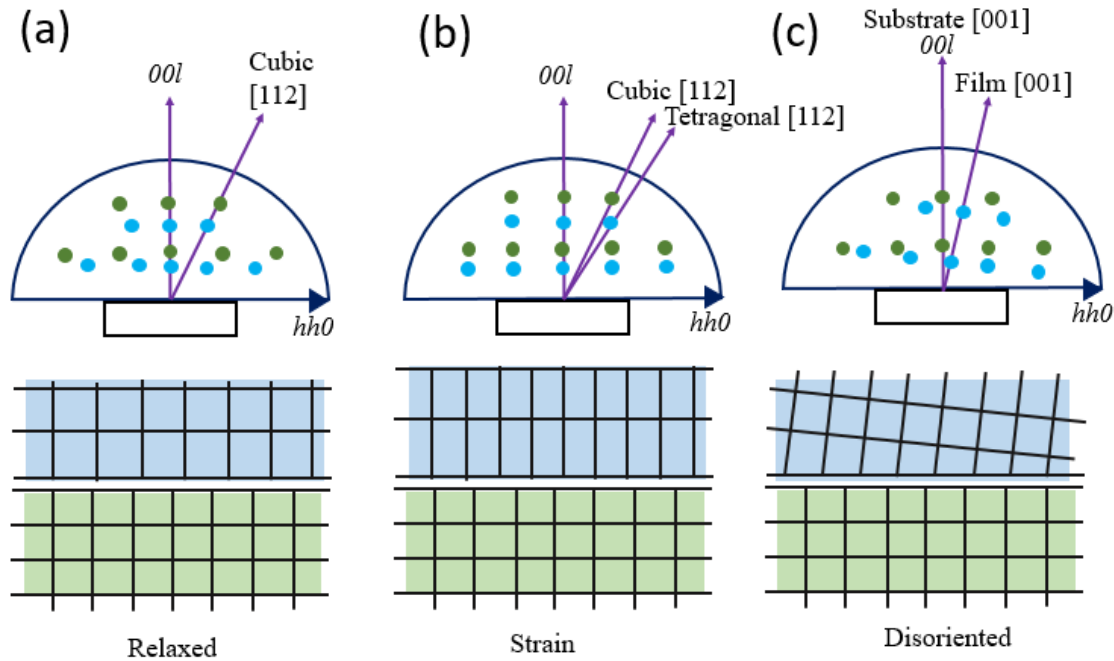 (a)
00l
Cubic
[112]
hh0
Relaxed
(b)
00l
Cubic [112]
Tetragonal [112]
hh0
Strain
(c)
Substrate [001]
00l
Film [001]
hh0
Disoriented